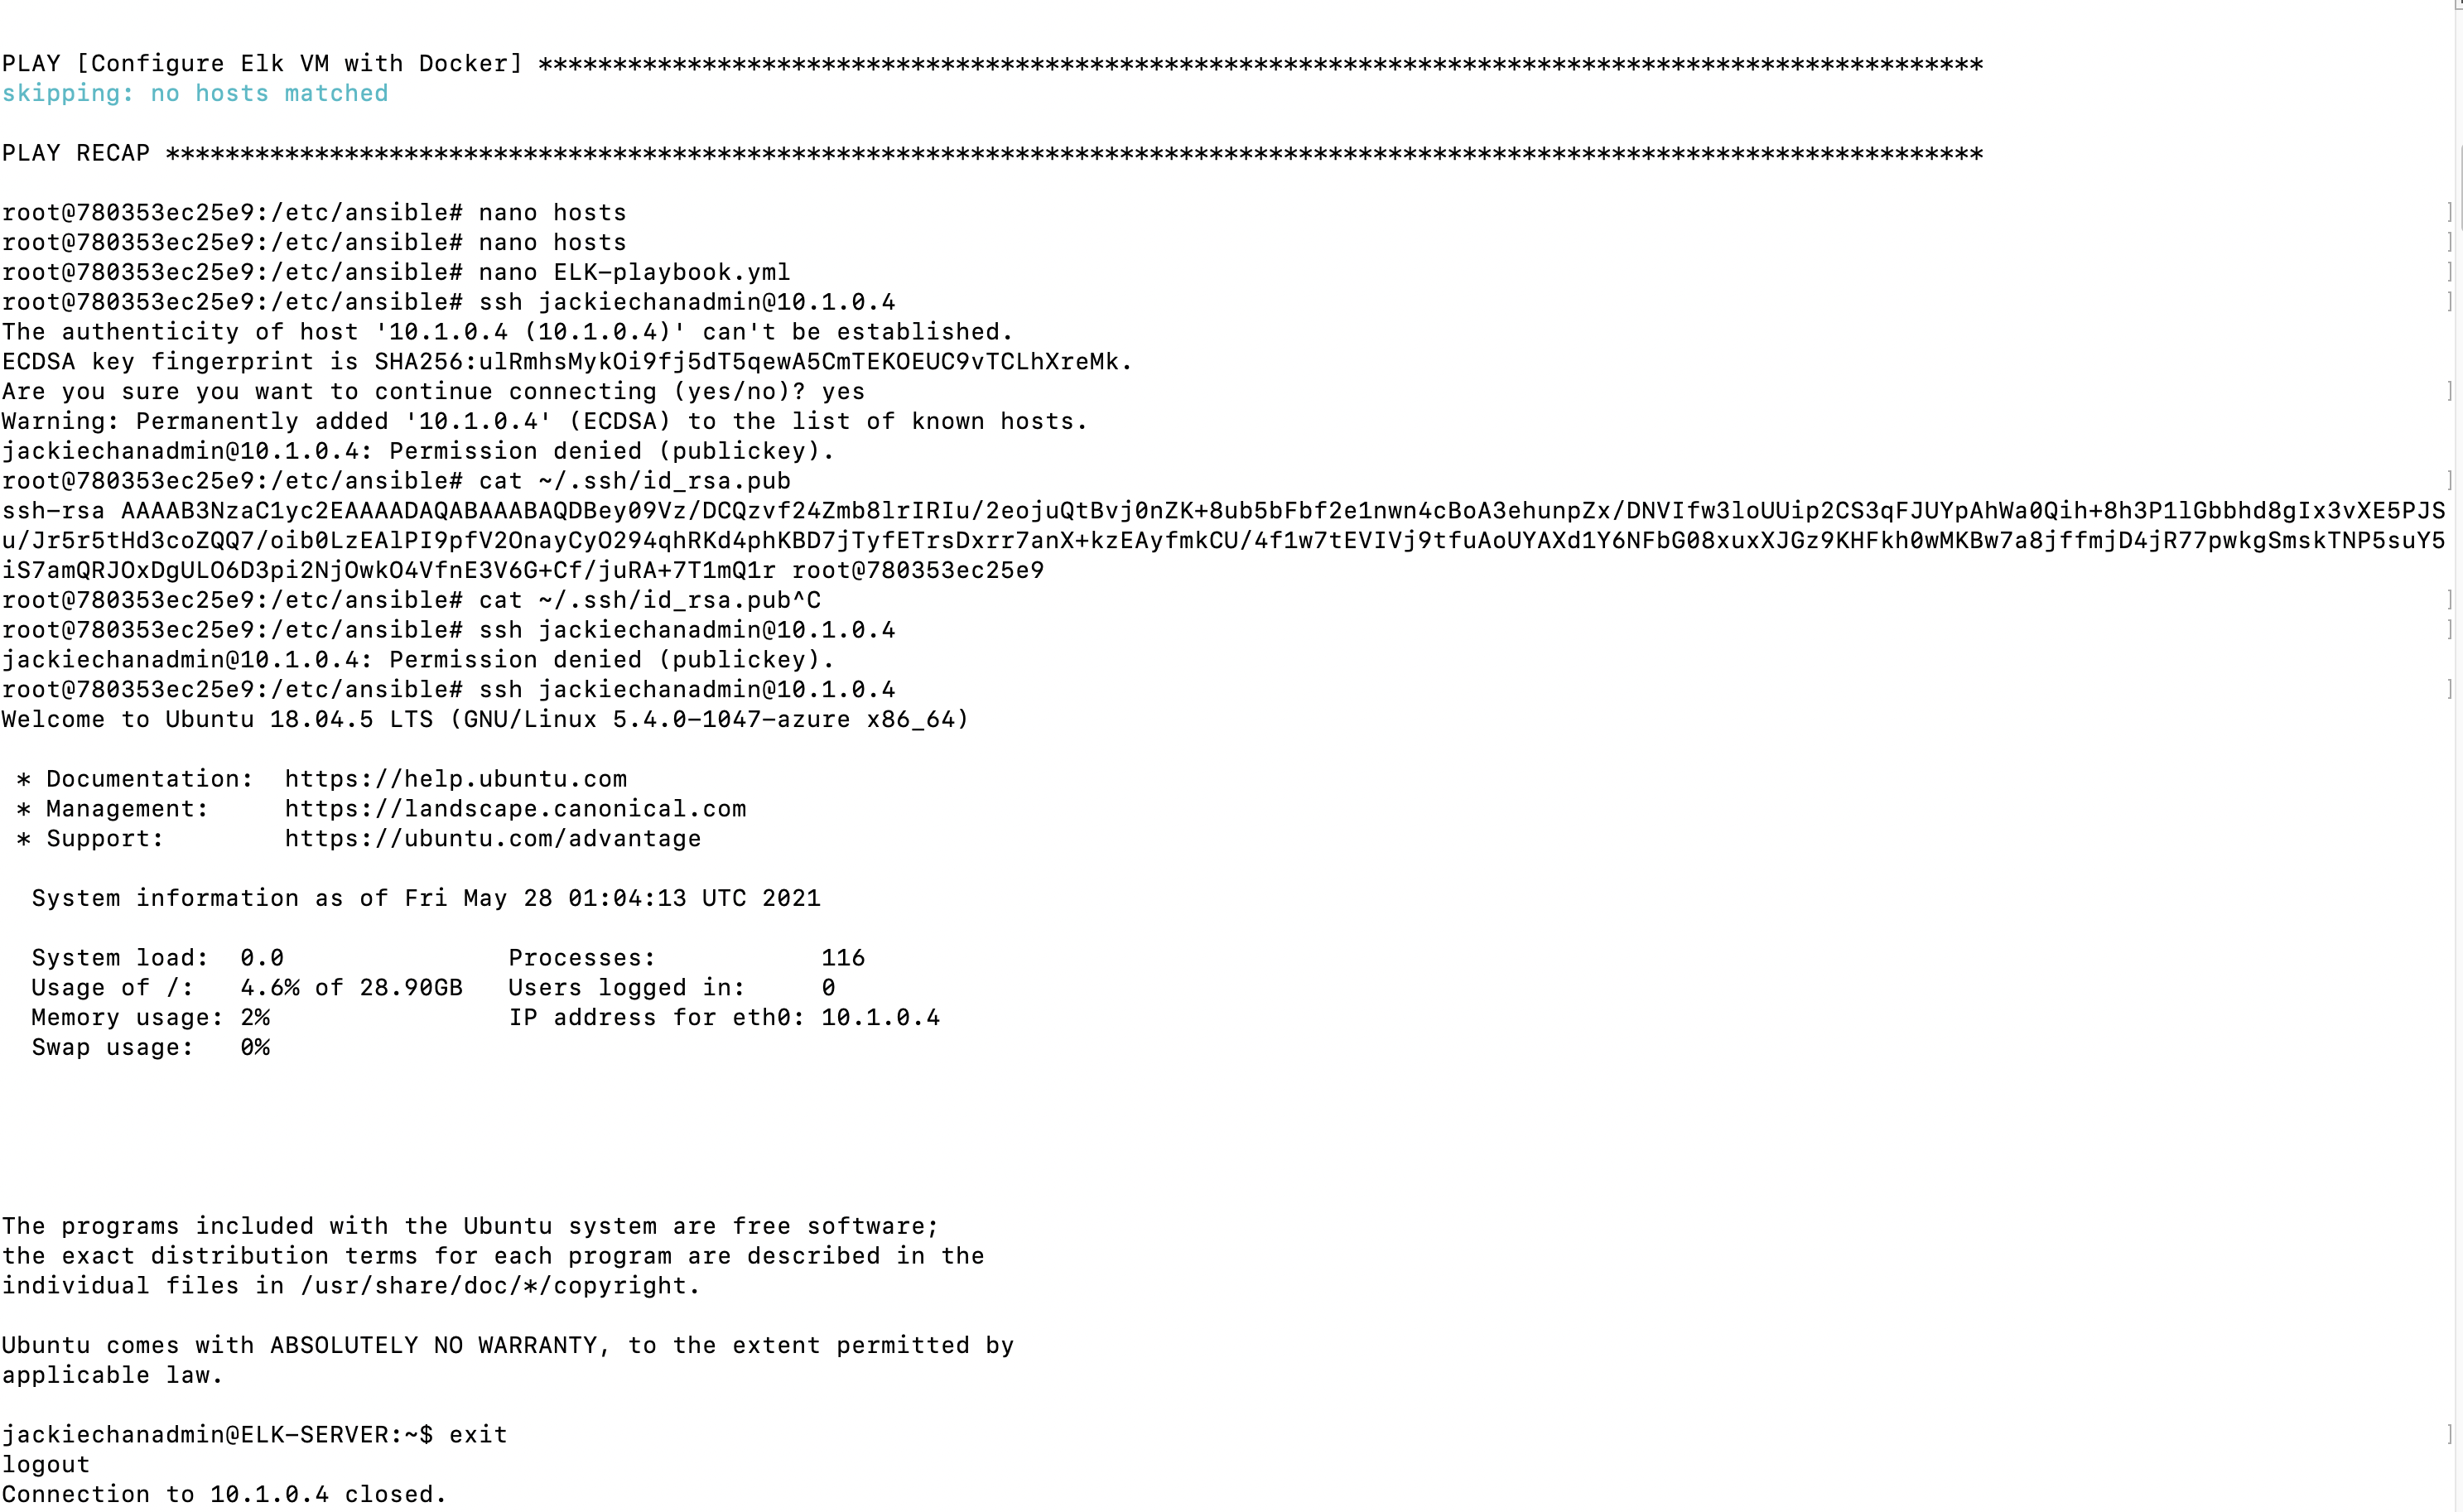 PLAY [Configure Elk VM with Docker] *************************************************************************************************
skipping: no hosts matched
PLAY RECAP **************************************************************************************************************************
root@780353ec25e9:/etc/ansible# nano hosts
root@780353ec25e9:/etc/ansible# nano hosts
root@780353ec25e9:/etc/ansible# nano ELK-playbook.yml
root@780353ec25e9:/etc/ansible# ssh jackiechanadmin@10.1.0.4
The authenticity of host '10.1.0.4 (10.1.0.4)' can't be established.
ECDSA key fingerprint is SHA256:ulRmhsMykOi9fj5dT5qewA5CmTEKOEUC9vTCLhXreMk.
Are you sure you want to continue connecting (yes/no)? yes
Warning: Permanently added '10.1.0.4' (ECDSA) to the list of known hosts.
jackiechanadmin@10.1.0.4: Permission denied (publickey).
root@780353ec25e9:/etc/ansible# cat ~/.ssh/id_rsa.pub
ssh-rsa AAAAB3NzaC1yc2EAAAADAQABAAABAQDBey09Vz/DCQzvf24Zmb8lrIRIu/2eojuQtBvj0nZK+8ub5bFbf2e1nwn4cBoA3ehunpZx/DNVIfw3loUUip2CS3qFJUYpAhWa0Qih+8h3P1lGbbhd8gIx3vXE5PJS
u/Jr5r5tHd3coZQQ7/oib0LzEAlPI9pfV2OnayCyO294qhRKd4phKBD7jTyfETrsDxrr7anX+kzEAyfmkCU/4f1w7tEVIVj9tfuAoUYAXd1Y6NFbG08xuxXJGz9KHFkh0wMKBw7a8jffmjD4jR77pwkgSmskTNP5suY5
iS7amQRJOxDgULO6D3pi2NjOwkO4VfnE3V6G+Cf/juRA+7T1mQ1r root@780353ec25e9
root@780353ec25e9:/etc/ansible# cat ~/.ssh/id_rsa.pub^C
root@780353ec25e9:/etc/ansible# ssh jackiechanadmin@10.1.0.4
jackiechanadmin@10.1.0.4: Permission denied (publickey).
root@780353ec25e9:/etc/ansible# ssh jackiechanadmin@10.1.0.4
Welcome to Ubuntu 18.04.5 LTS (GNU/Linux 5.4.0-1047-azure x86_64)
* Documentation:  https://help.ubuntu.com
* Management:     https://landscape.canonical.com
* Support:        https://ubuntu.com/advantage
System information as of Fri May 28 01:04:13 UTC 2021
System load:  0.0               Processes:           116
Usage of /:   4.6% of 28.90GB   Users logged in:     0
Memory usage: 2%                IP address for eth0: 10.1.0.4
Swap usage:   0%
The programs included with the Ubuntu system are free software;
the exact distribution terms for each program are described in the
individual files in /usr/share/doc/*/copyright.
Ubuntu comes with ABSOLUTELY NO WARRANTY, to the extent permitted by
applicable law.
jackiechanadmin@ELK-SERVER:~$ exit
logout
Connection to 10.1.0.4 closed.